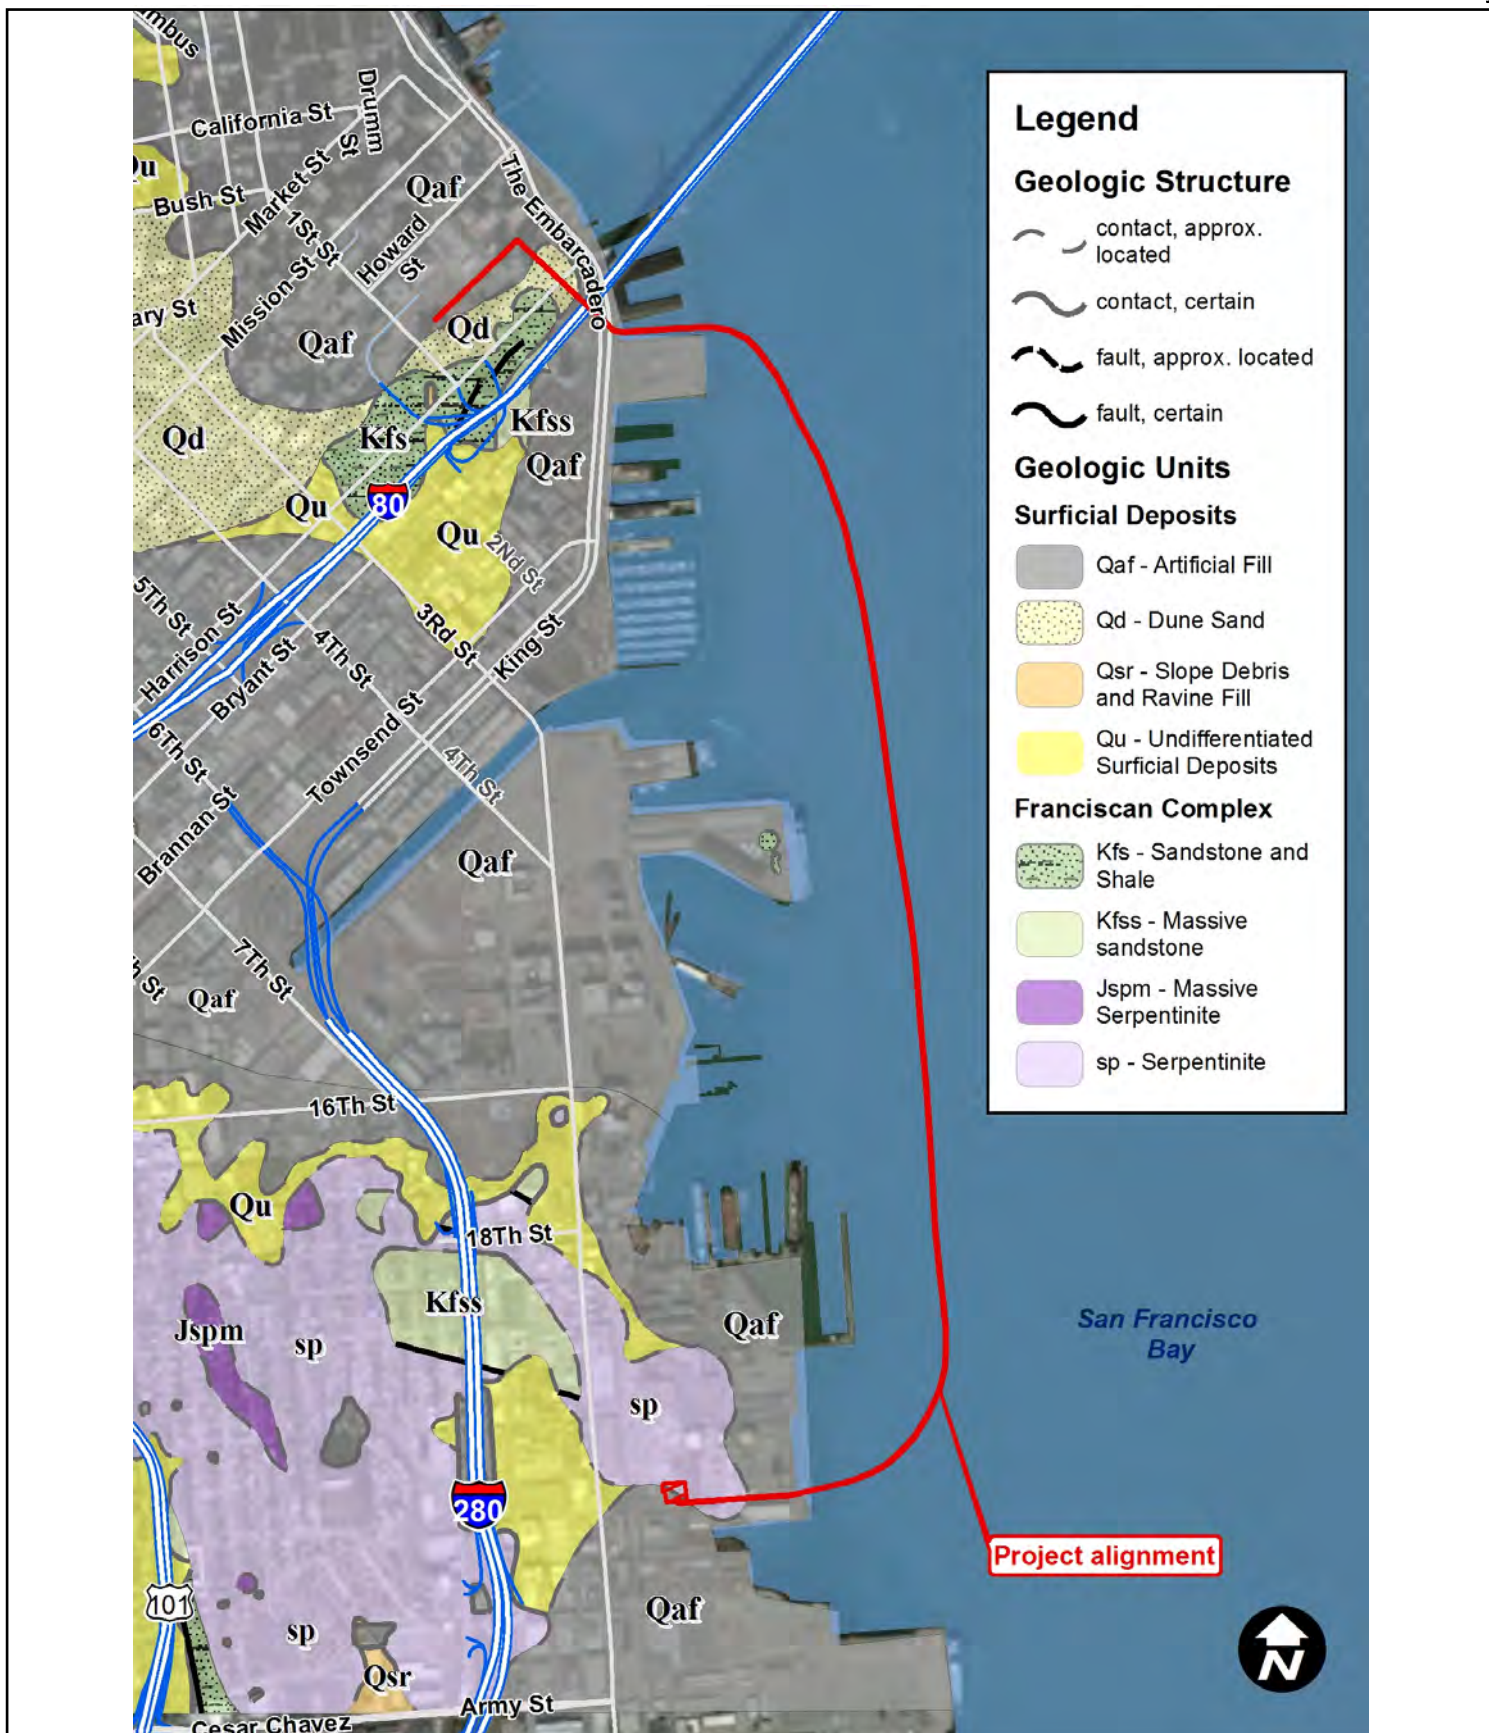 umbus
Drumm
St
California St
Qaf
u
Bush St
Market St
1St St
The Embarcadero
Howard
St
Mission St
ary St
Qaf
Qd
Qd
Kfs
Kfss
Qaf
80
Qu
Qu
2Nd St
5Th St
Harrison St
3Rd St
4Th St
King St
Bryant St
6Th St
Townsend St
4Th St
Brannan St
Qaf
7Th St
h St
Qaf
16Th St
Qu
18Th St
Kfss
Jspm
sp
Qaf
sp
280
101
sp
Qaf
Qsr
Army St
Cesar Chavez
San Francisco
Bay
Project alignment
N
Legend
Geologic Structure
contact, approx.
located
contact, certain
fault, approx. located
fault, certain
Geologic Units
Surficial Deposits
Qaf - Artificial Fill
Qd - Dune Sand
Qsr - Slope Debris
and Ravine Fill
Qu - Undifferentiated
Surficial Deposits
Franciscan Complex
Kfs - Sandstone and
Shale
Kfss - Massive
sandstone
Jspm - Massive
Serpentinite
sp - Serpentinite